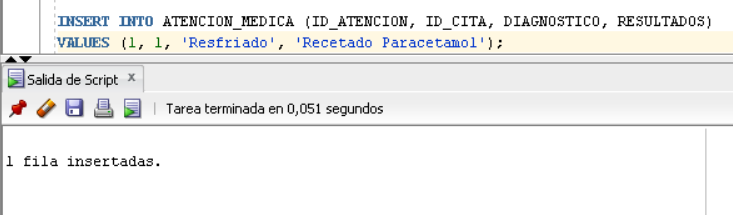 INSERT INTO ATENCION_MEDICA (ID_ATENCION, ID_CITA, DIAGNOSTICO, RESULTADOS)
VALUES (1, 1, 'Resfriado', 'Recetado Paracetamol');
Salida de Script x
Tarea terminada en 0,051 segundos
1 fila insertadas.